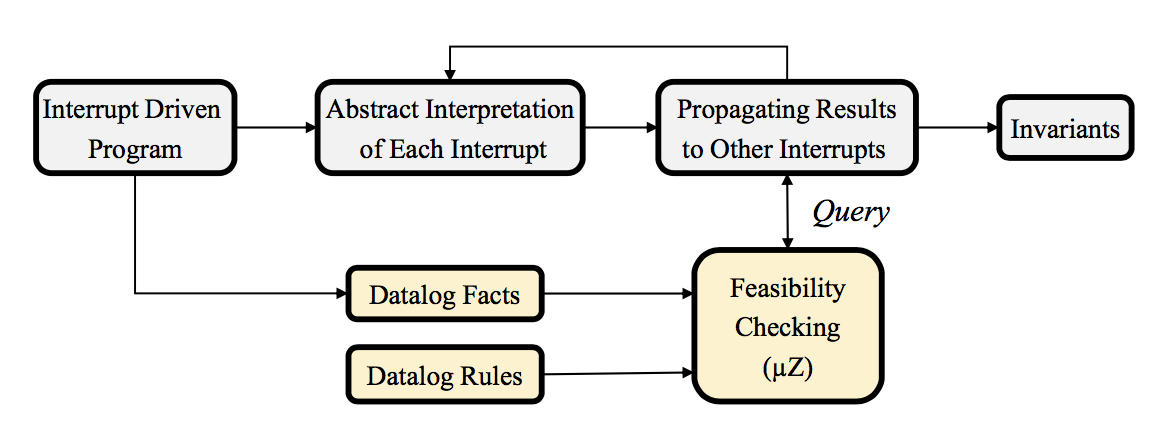 Interrupt Driven
Program
Abstract Interpretation
of Each Interrupt
Propagating Results
to Other Interrupts
Invariants
Query
Datalog Facts
Datalog Rules
Feasibility
Checking
(μZ)